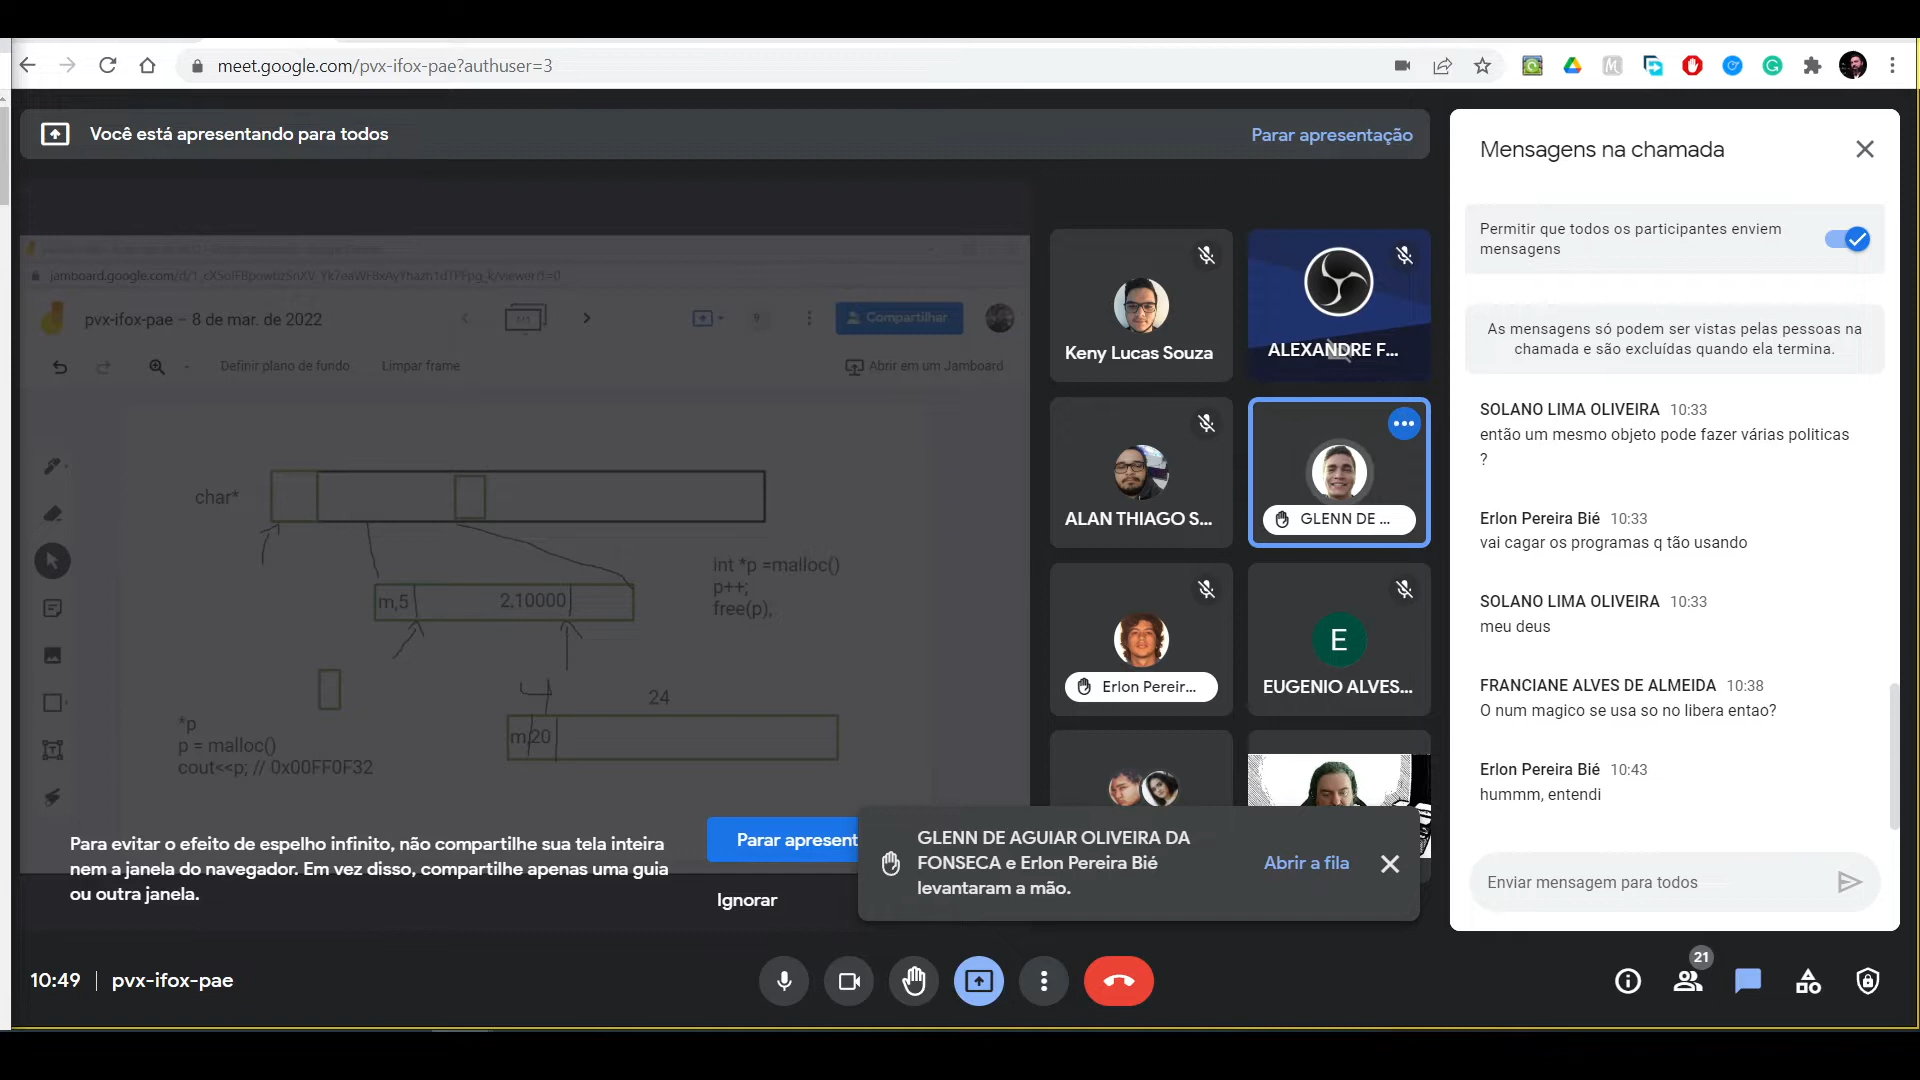 meet.google.com/pvx-ifox-pae?authuser=3
Você está apresentando para todos
Parar apresentação
pvx-ifox-pae – 8 de mar. de 2022
1/1
9
Compartilhar
Definir plano de fundo
Limpar frame
Abrir em um Jamboard
char*
m,5
2,10000
int *p =malloc()
p++;
free(p),
4
24
m,20
*p
p = malloc()
cout<<p; // 0x00FF0F32
Para evitar o efeito de espelho infinito, não compartilhe sua tela inteira
nem a janela do navegador. Em vez disso, compartilhe apenas uma guia
ou outra janela.
Parar apresent
Ignorar
Keny Lucas Souza
ALEXANDRE F...
ALAN THIAGO S...
GLENN DE ...
Erlon Pereir...
E
EUGENIO ALVES...
GLENN DE AGUIAR OLIVEIRA DA
FONSECA e Erlon Pereira Bié
levantaram a mão.
Abrir a fila
Mensagens na chamada
Permitir que todos os participantes enviem
mensagens
As mensagens só podem ser vistas pelas pessoas na
chamada e são excluídas quando ela termina.
SOLANO LIMA OLIVEIRA 10:33
então um mesmo objeto pode fazer várias politicas
?
Erlon Pereira Bié 10:33
vai cagar os programas q tão usando
SOLANO LIMA OLIVEIRA 10:33
meu deus
FRANCIANE ALVES DE ALMEIDA 10:38
O num magico se usa so no libera entao?
Erlon Pereira Bié 10:43
hummm, entendi
Enviar mensagem para todos
10:49
pvx-ifox-pae
21